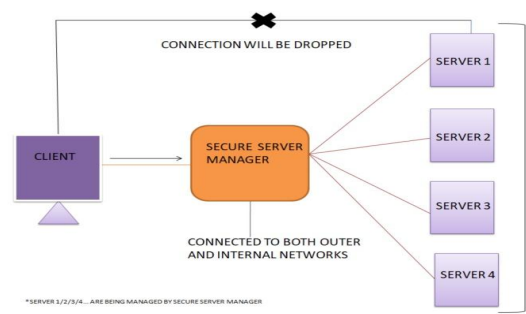 CONNECTION WILL BE DROPPED
SERVER 1
SERVER 2
CLIENT
SECURE SERVER
MANAGER
SERVER 3
CONNECTED TO BOTH OUTER
AND INTERNAL NETWORKS
SERVER 4
*SERVER 1/2/3/4... ARE BEING MANAGED BY SECURE SERVER MANAGER